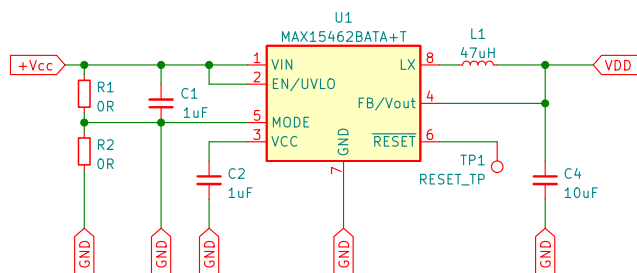 U1
MAX15462BATA+T
+Vcc
R1
0R
R2
0R
C1
1uF
C2
1uF
1
2
5
3
VIN
EN/UVLO
MODE
VCC
LX
FB/Vout
RESET
GND
8
4
6
7
L1
47uH
VDD
TP1
RESET_TP
C4
10uF
GND
GND
GND
GND
GND